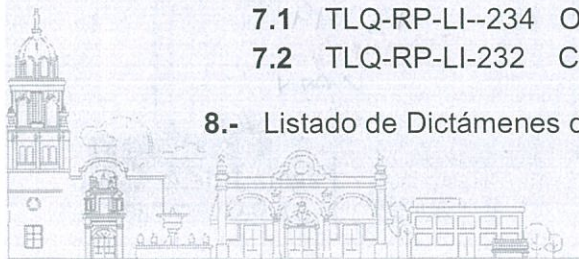 7.1 TLQ-RP-LI--234 O
7.2 TLQ-RP-LI-232 C
8.- Listado de Dictámenes d